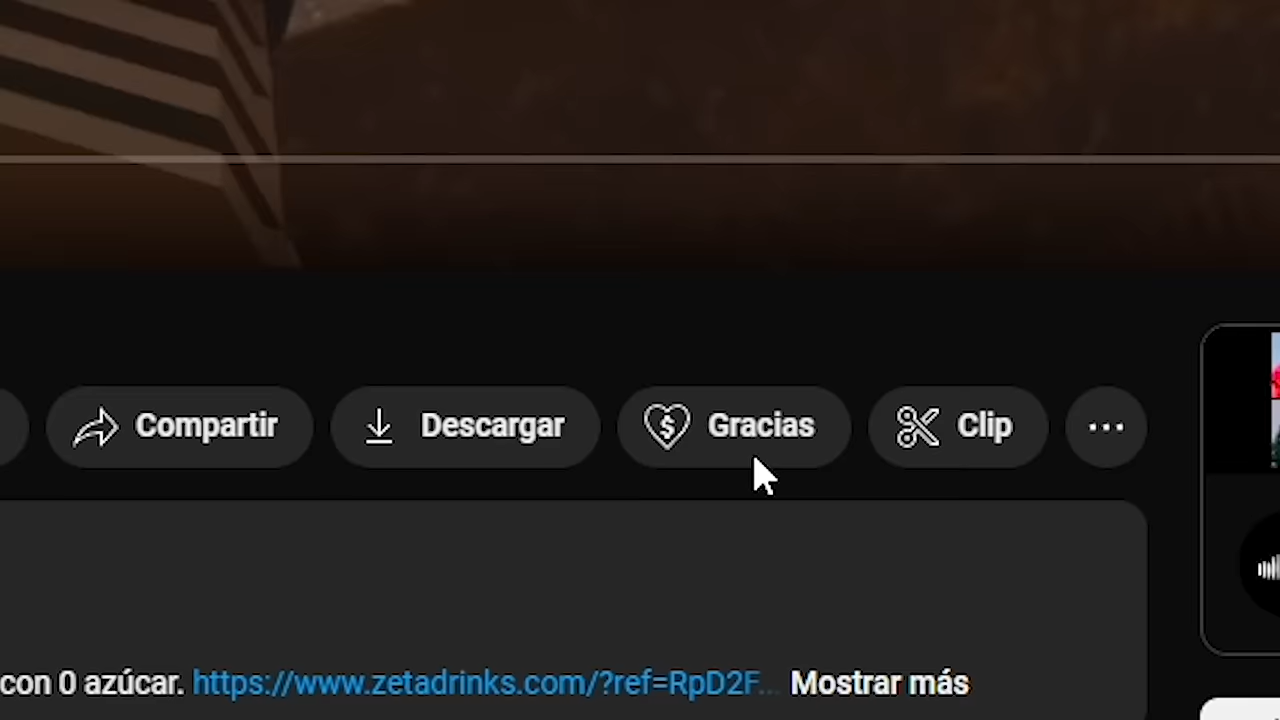 Compartir Descargar Gracias Clip
con 0 azúcar. https://www.zetadrinks.com/?ref=RpD2F... Mostrar más